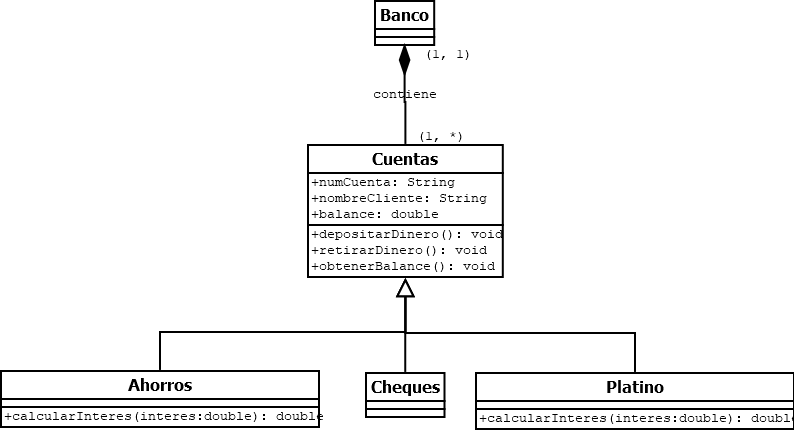 Banco
(1, 1)
contiene
(1, *)
Cuentas
+numCuenta: String
+nombreCliente: String
+balance: double
+depositarDinero(): void
+retirarDinero(): void
+obtenerBalance(): void
Ahorros
+calcularInteres(interes:double): double
Cheques
Platino
+calcularInteres(interes:double): double